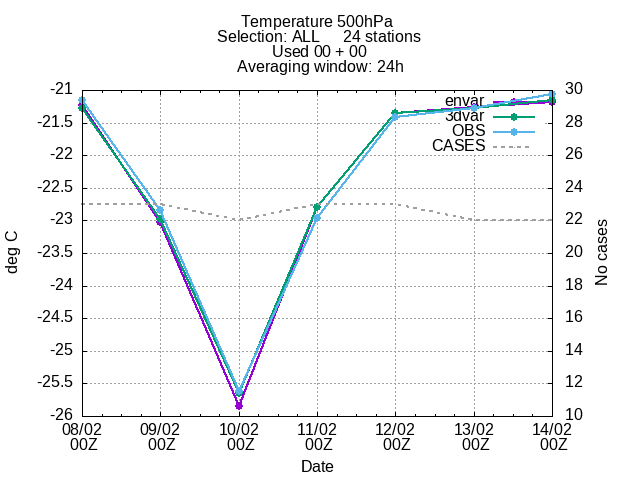 Temperature 500hPa
Selection: ALL 24 stations
Used 00 + 00
Averaging window: 24h
-21 30
envar
-21.5 3dvar 28
OBS
-22 CASES 26
-22.5 24
-23 22
-23.5 20
-24 18
-24.5 16
-25 14
-25.5 12
-26 10
deg C
No cases
08/02 09/02 10/02 11/02 12/02 13/02 14/02
00Z 00Z 00Z 00Z 00Z 00Z 00Z
Date